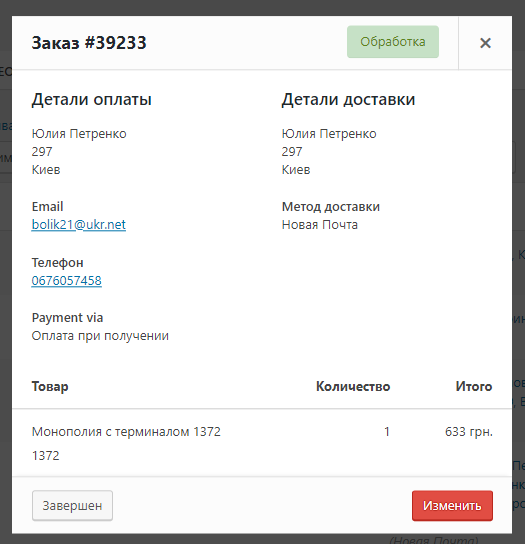 Заказ #39233
Обработка
×
Детали оплаты
Детали доставки
Юлия Петренко
297
Киев
Юлия Петренко
297
Киев
Email
bolik21@ukr.net
Метод доставки
Новая Почта
Телефон
0676057458
Payment via
Оплата при получении
Товар Количество Итого
Монополия с терминалом 1372 1 633 грн.
1372
Завершен
Изменить
(Новая Почта)